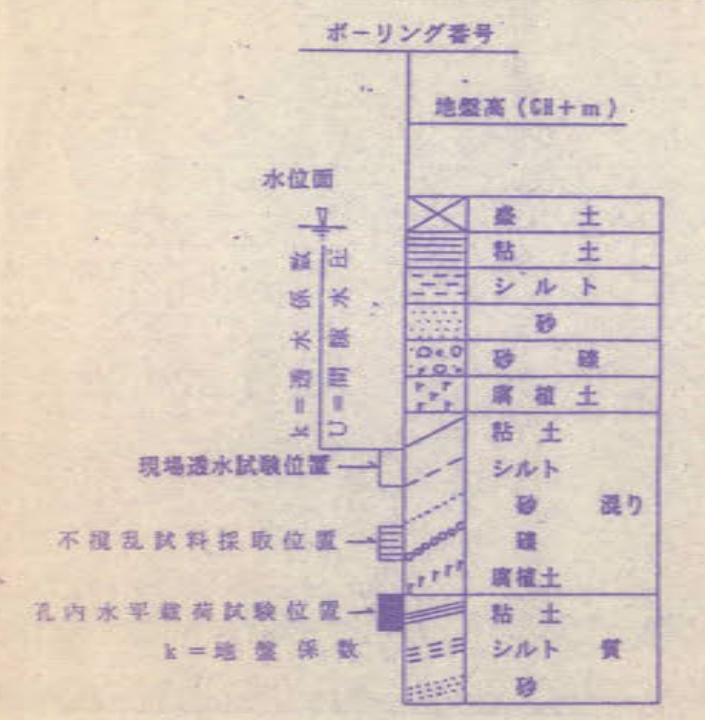 ボーリング番号
地盤高(GH+m)
水位面
k=透水係数
U=間隙水圧
盛土
粘土
シルト
砂
砂礫
腐植土
粘土
シルト
砂 混り
礫
腐植土
粘土
シルト 質
砂
現場透水試験位置
不攪乱試料採取位置
孔内水平載荷試験位置
k=地盤係数